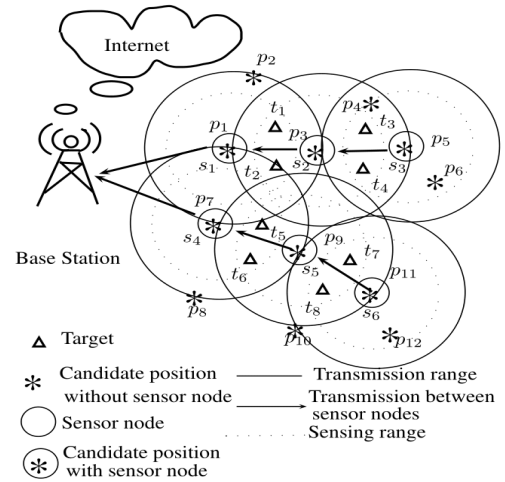 Internet
p2
p4
t1
t3
p1
p3
p5
s1
t2
s2
s3
t4
p6
p7
s4
t5
p9
t7
Base Station
t6
s5
p11
t8
s6
p8
p10
p12
Target
Candidate position
without sensor node
Transmission range
Transmission between
sensor nodes
Sensor node
Sensing range
Candidate position
with sensor node